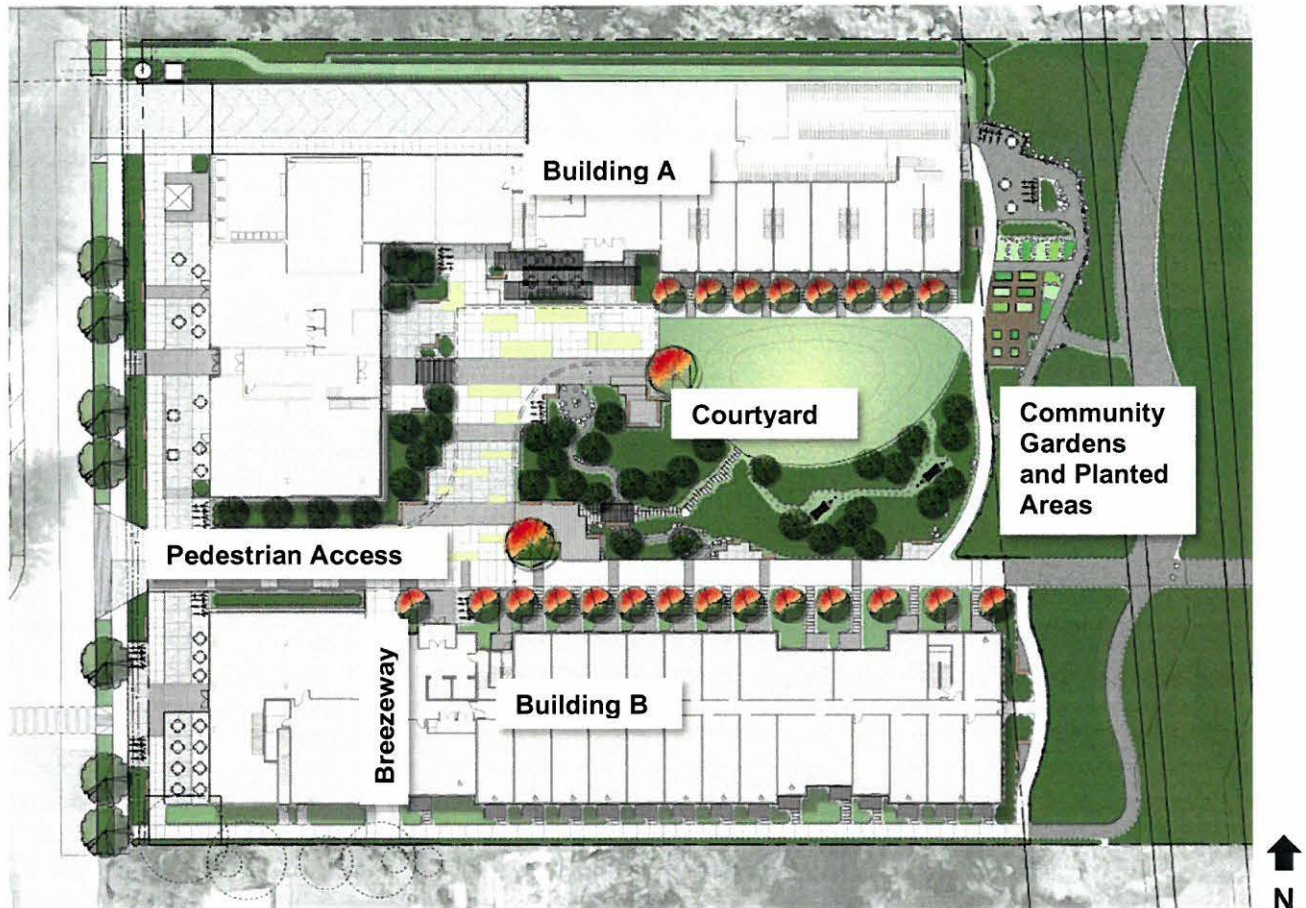 Building A
Courtyard
Community
Gardens
and Planted
Areas
Pedestrian Access
Breezeway
Building B
N